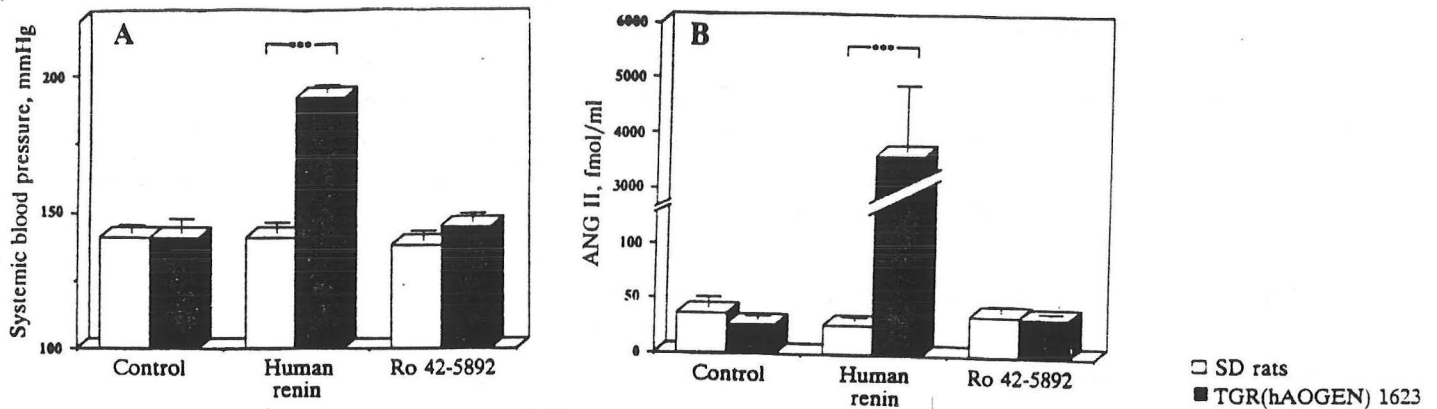 A
Systemic blood pressure, mmHg
200
150
100
Control
Human
renin
Ro 42-5892
B
ANG II, fmol/ml
6000
5000
4000
3000
100
50
0
Control
Human
renin
Ro 42-5892
SD rats
TGR(hAOGEN) 1623